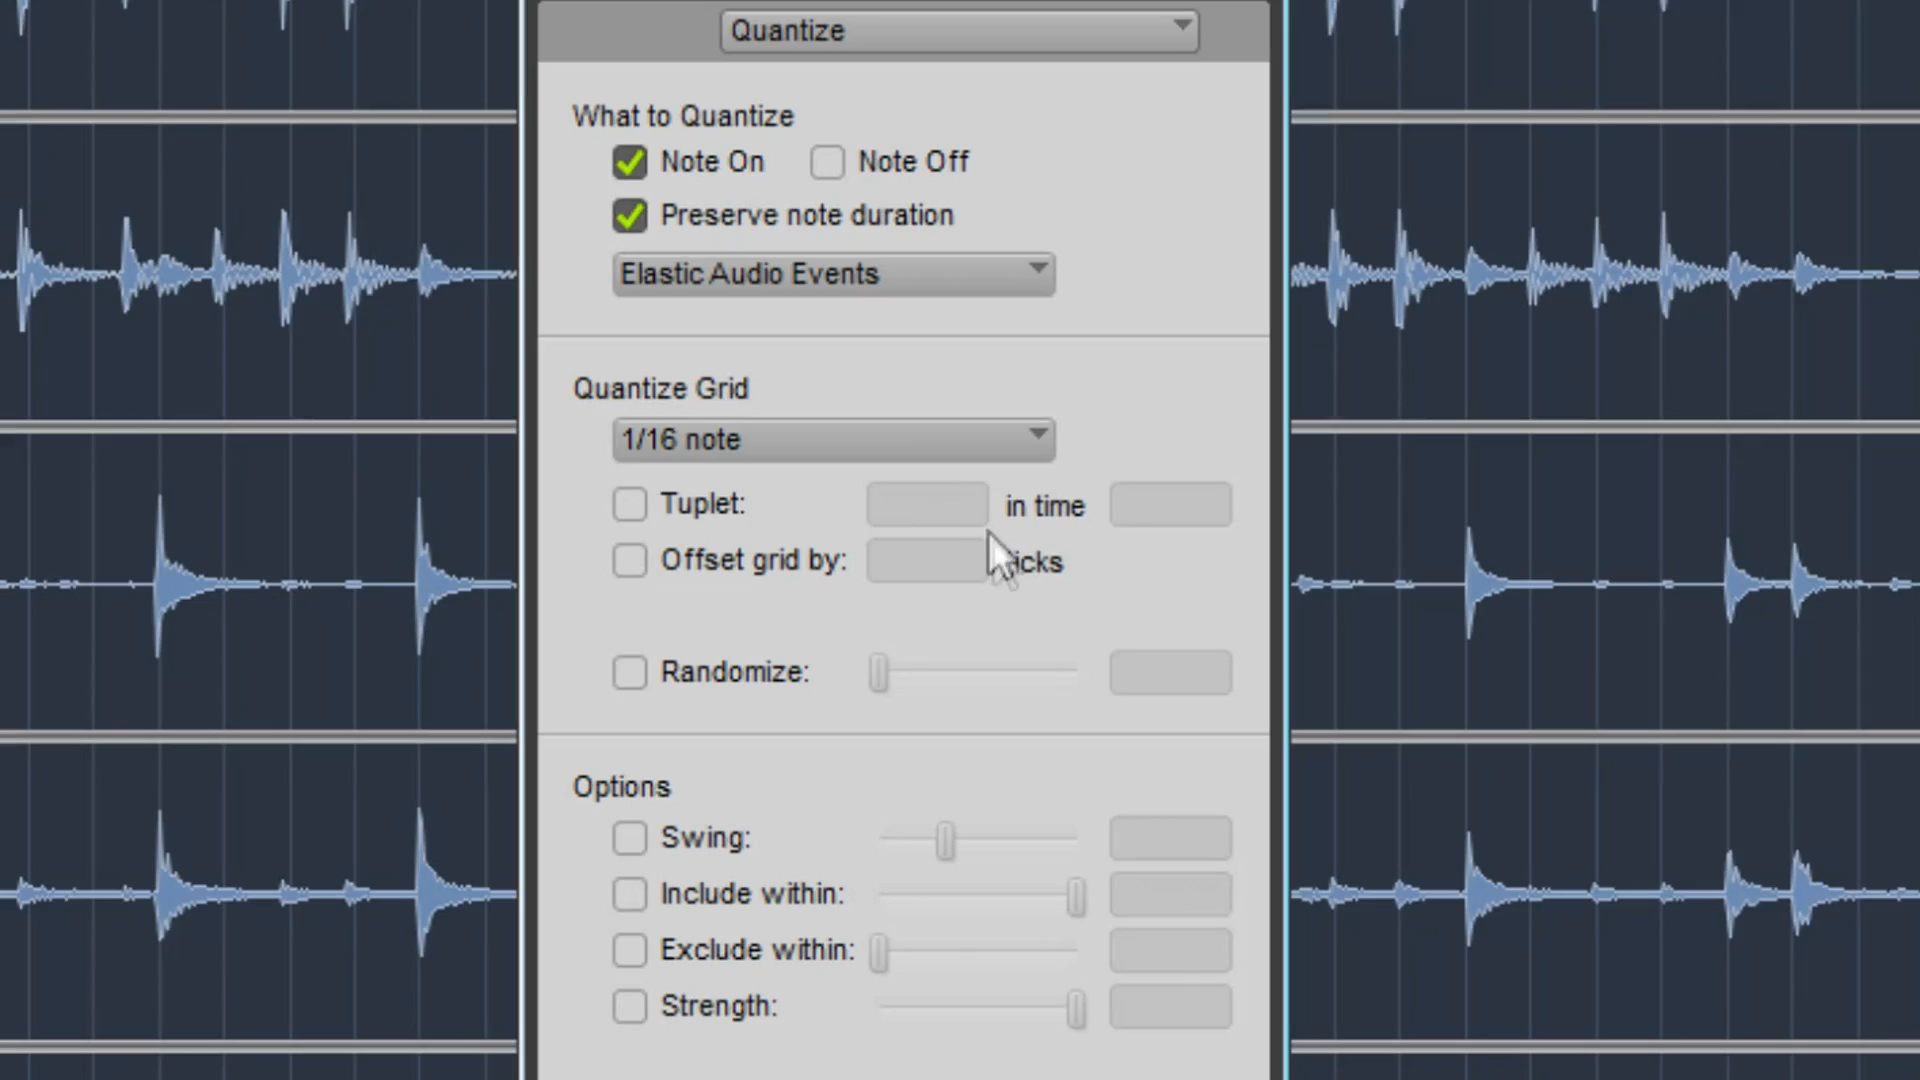 Quantize
What to Quantize
Note On Note Off
Preserve note duration
Elastic Audio Events
Quantize Grid
1/16 note
Tuplet: in time
Offset grid by: icks
Randomize:
Options
Swing:
Include within:
Exclude within:
Strength: